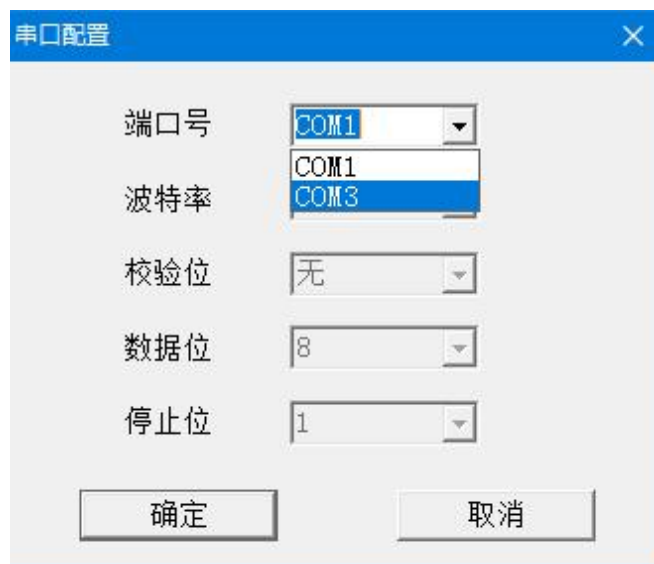 串口配置
端口号 COM1
COM1
波特率 COM3
校验位 无
数据位 8
停止位 1
确定 取消